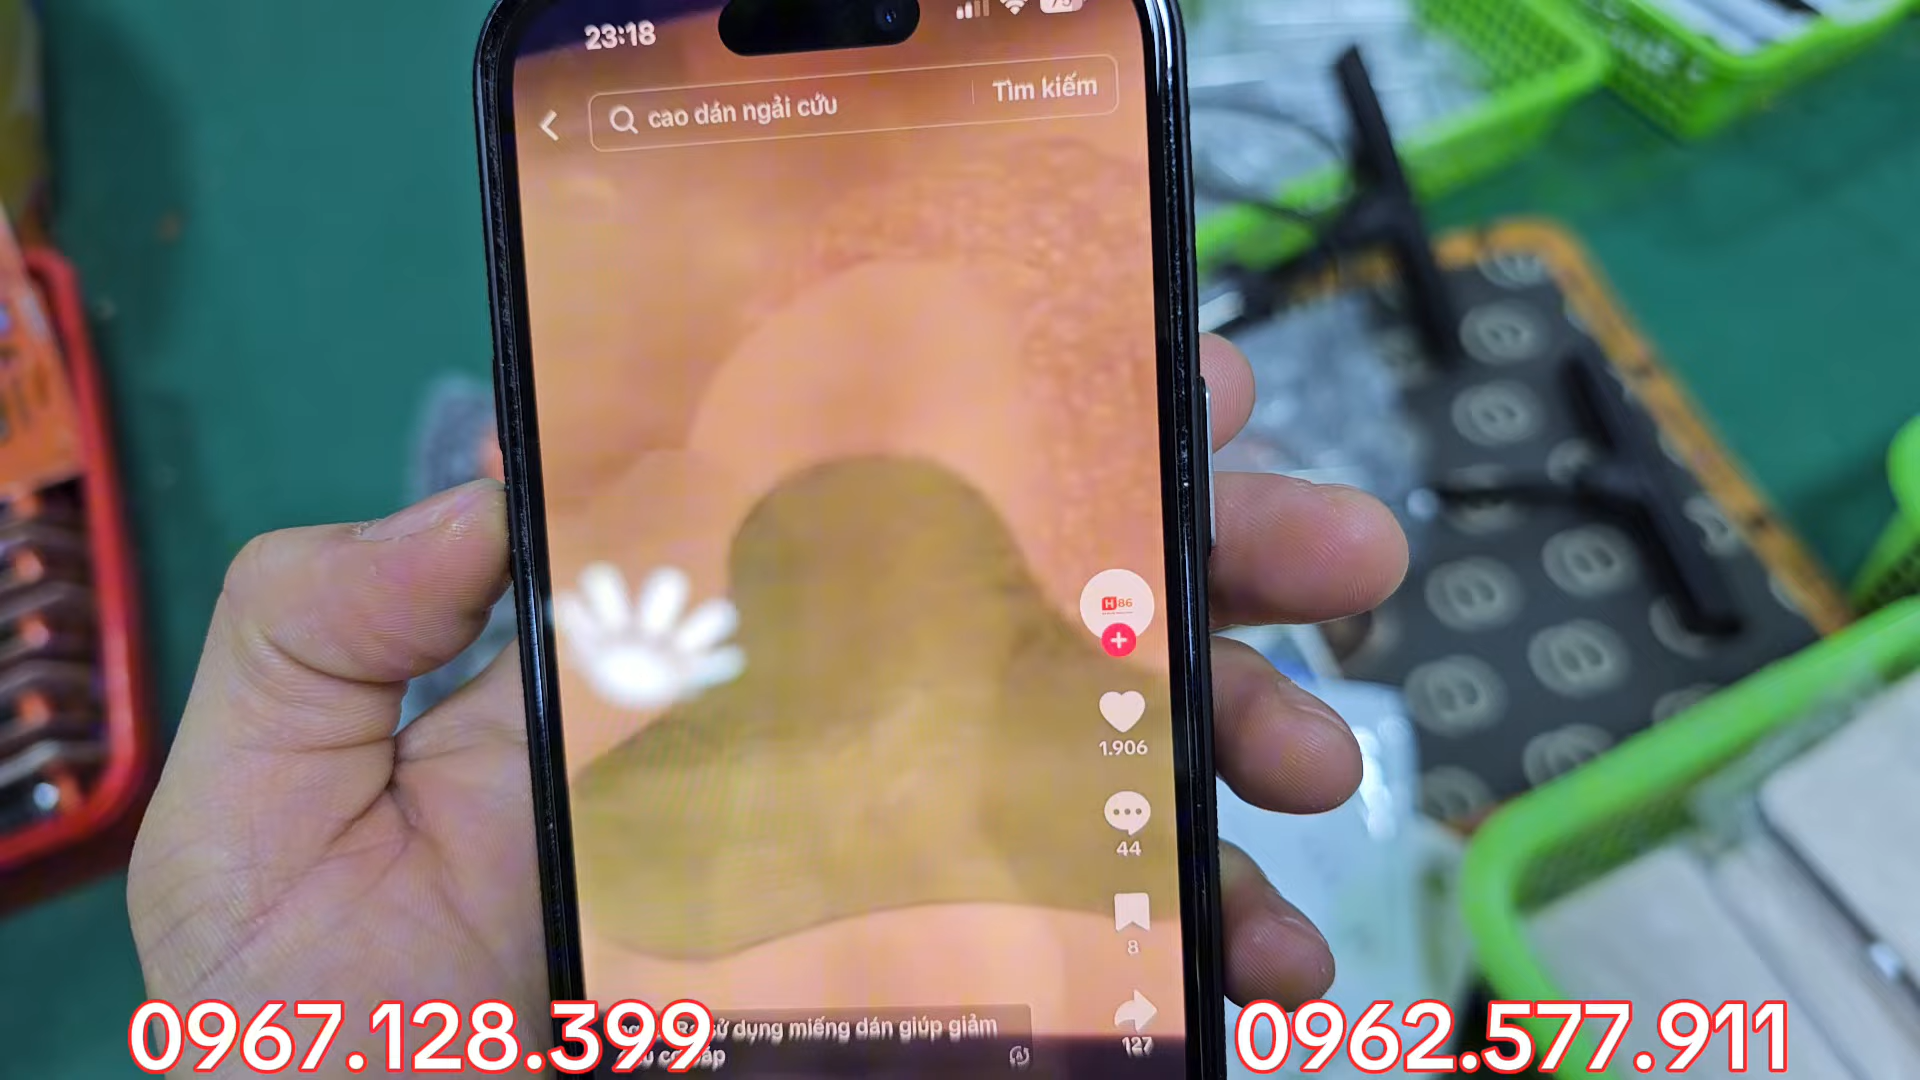 23:18
75
cao dán ngải cứu
Tìm kiếm
H86
1.906
44
8
127
sử dụng miếng dán giúp giảm
0967.128.399
0962.577.911